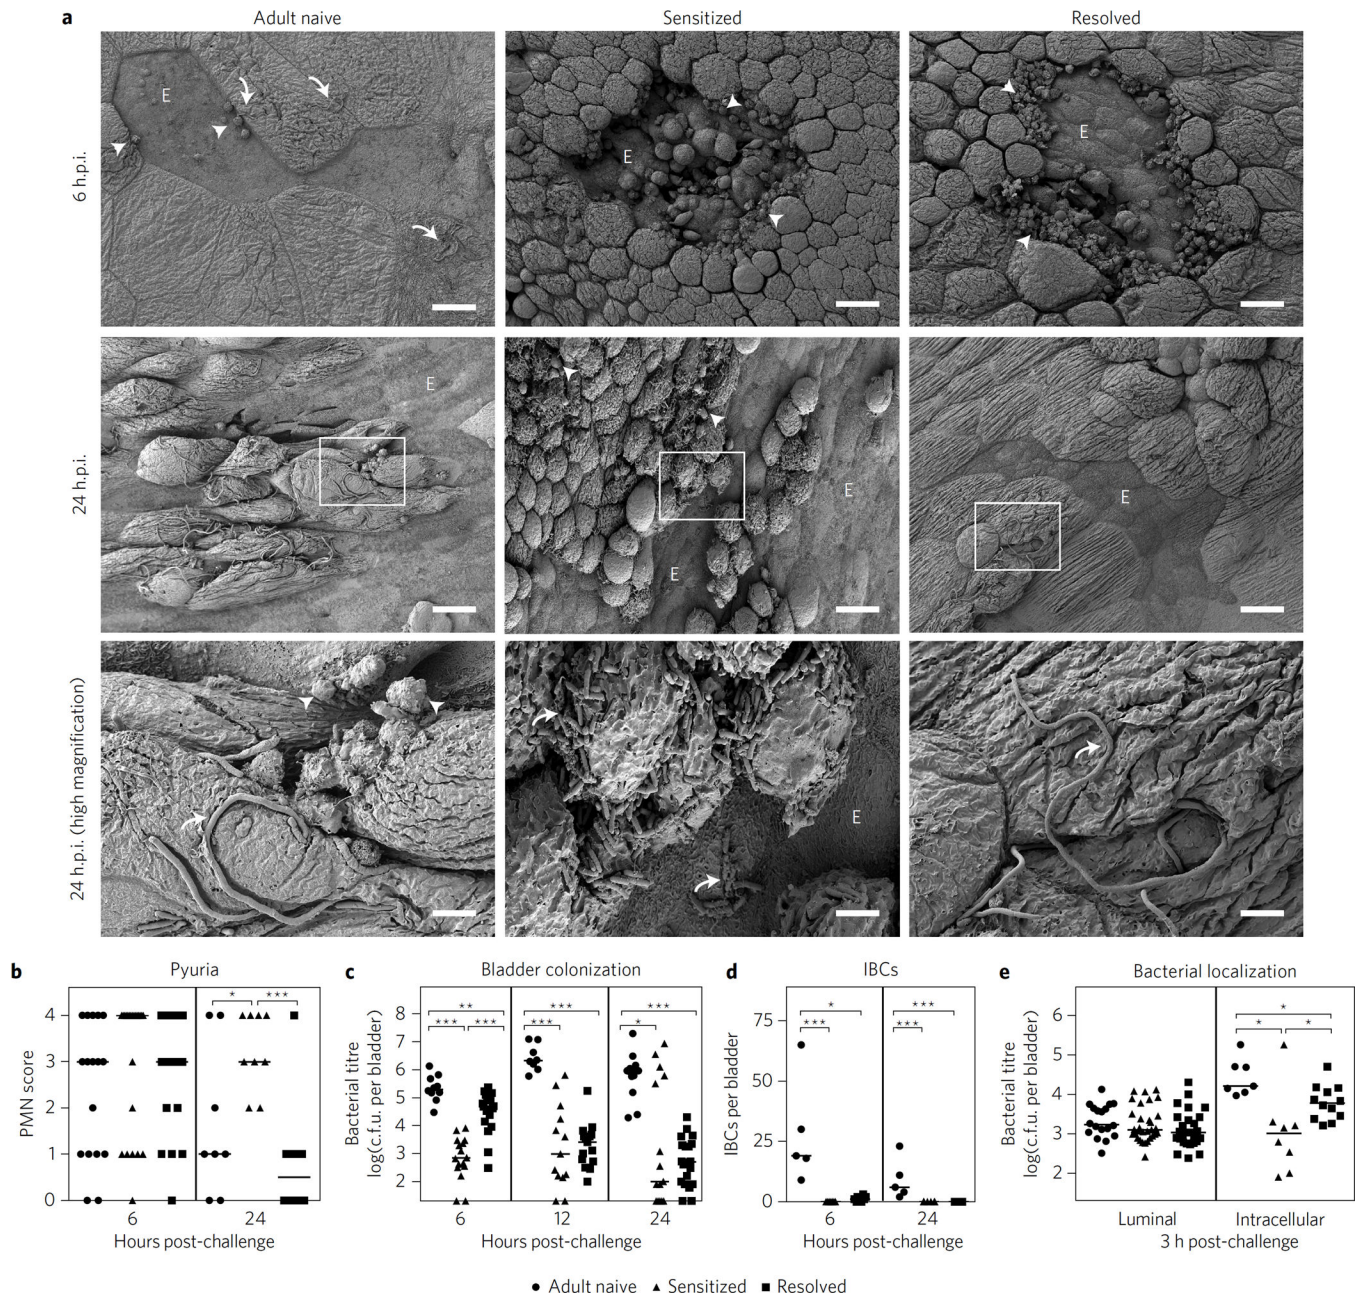 a
Adult naive
Sensitized
Resolved
6 h.p.i.
E
E
E
24 h.p.i.
E
E
E
E
24 h.p.i. (high magnification)
E
b
Pyuria
PMN score
4
3
2
1
0
*
***
6
24
Hours post-challenge
c
Bladder colonization
Bacterial titre
log(c.f.u. per bladder)
8
7
6
5
4
3
2
**
***
***
***
***
***
*
6
12
24
Hours post-challenge
d
IBCs
IBCs per bladder
75
50
25
0
*
***
***
***
6
24
Hours post-challenge
e
Bacterial localization
Bacterial titre
log(c.f.u. per bladder)
6
5
4
3
2
*
*
*
Luminal
Intracellular
3 h post-challenge
● Adult naive ▲ Sensitized ■ Resolved